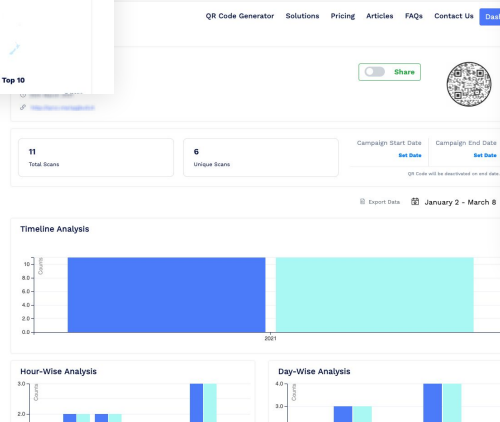 QR Code Generator Solutions Pricing Articles FAQs Contact Us Dash
Top 10
Share
11
Total Scans
6
Unique Scans
Campaign Start Date
Set Date
Campaign End Date
Set Date
QR Code will be deactivated on end date.
Export Data January 2 - March 8
Timeline Analysis
Counts
10
8.0
6.0
4.0
2.0
0.0
2021
Hour-Wise Analysis
Counts
3.0
2.0
Day-Wise Analysis
Counts
4.0
3.0